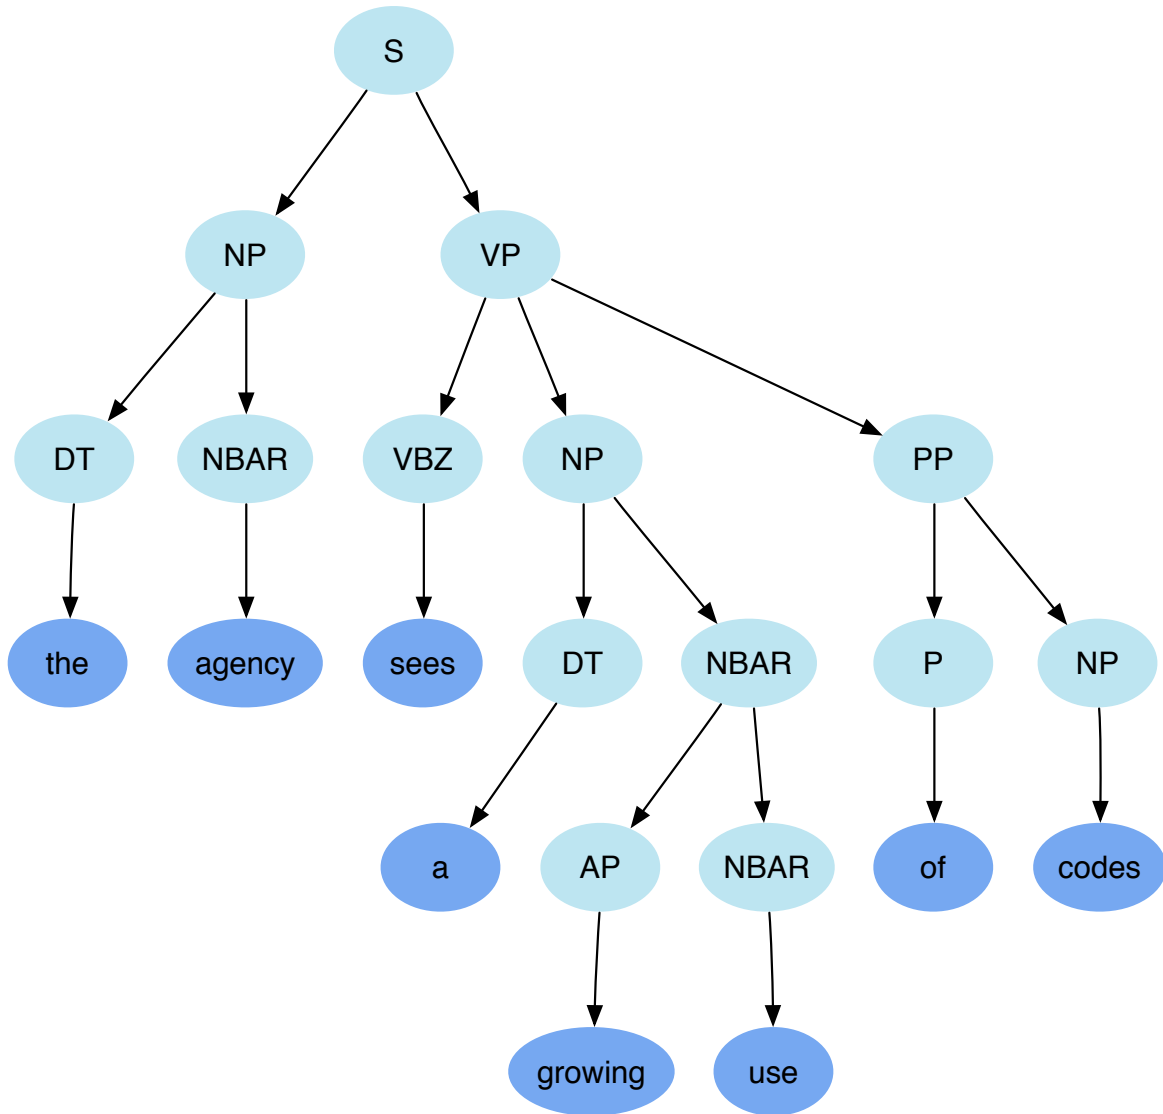 S
NP VP
DT NBAR VBZ NP PP
the agency sees DT NBAR P NP
a AP NBAR of codes
growing use